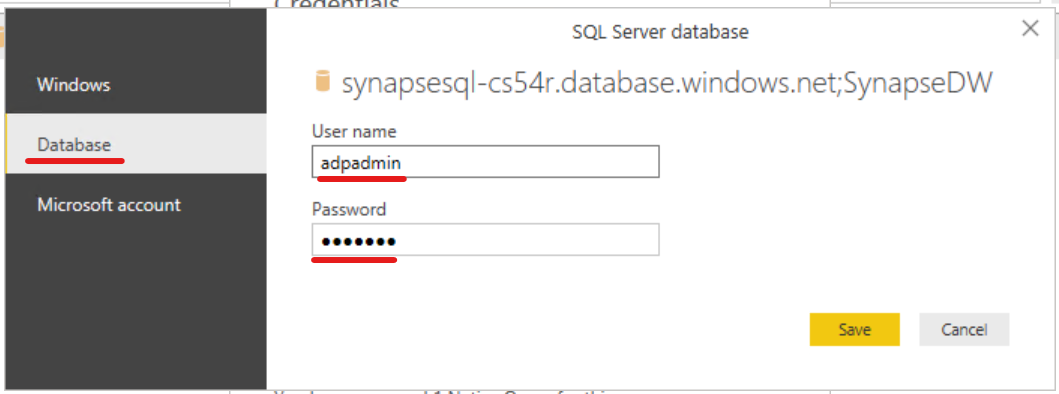 Credentials
SQL Server database
Windows
Database
Microsoft account
synapsesql-cs54r.database.windows.net;SynapseDW
User name
adpadmin
Password
•••••••
Save
Cancel